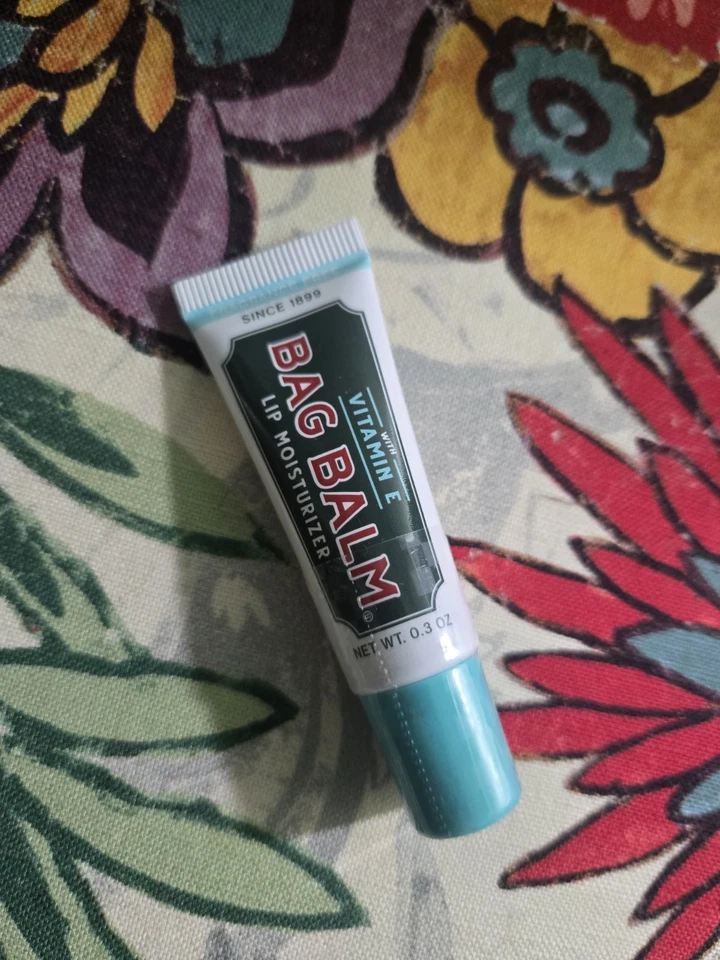 SINCE 1899
WITH
VITAMIN E
BAG BALM®
LIP MOISTURIZER
NET WT. 0.3 OZ